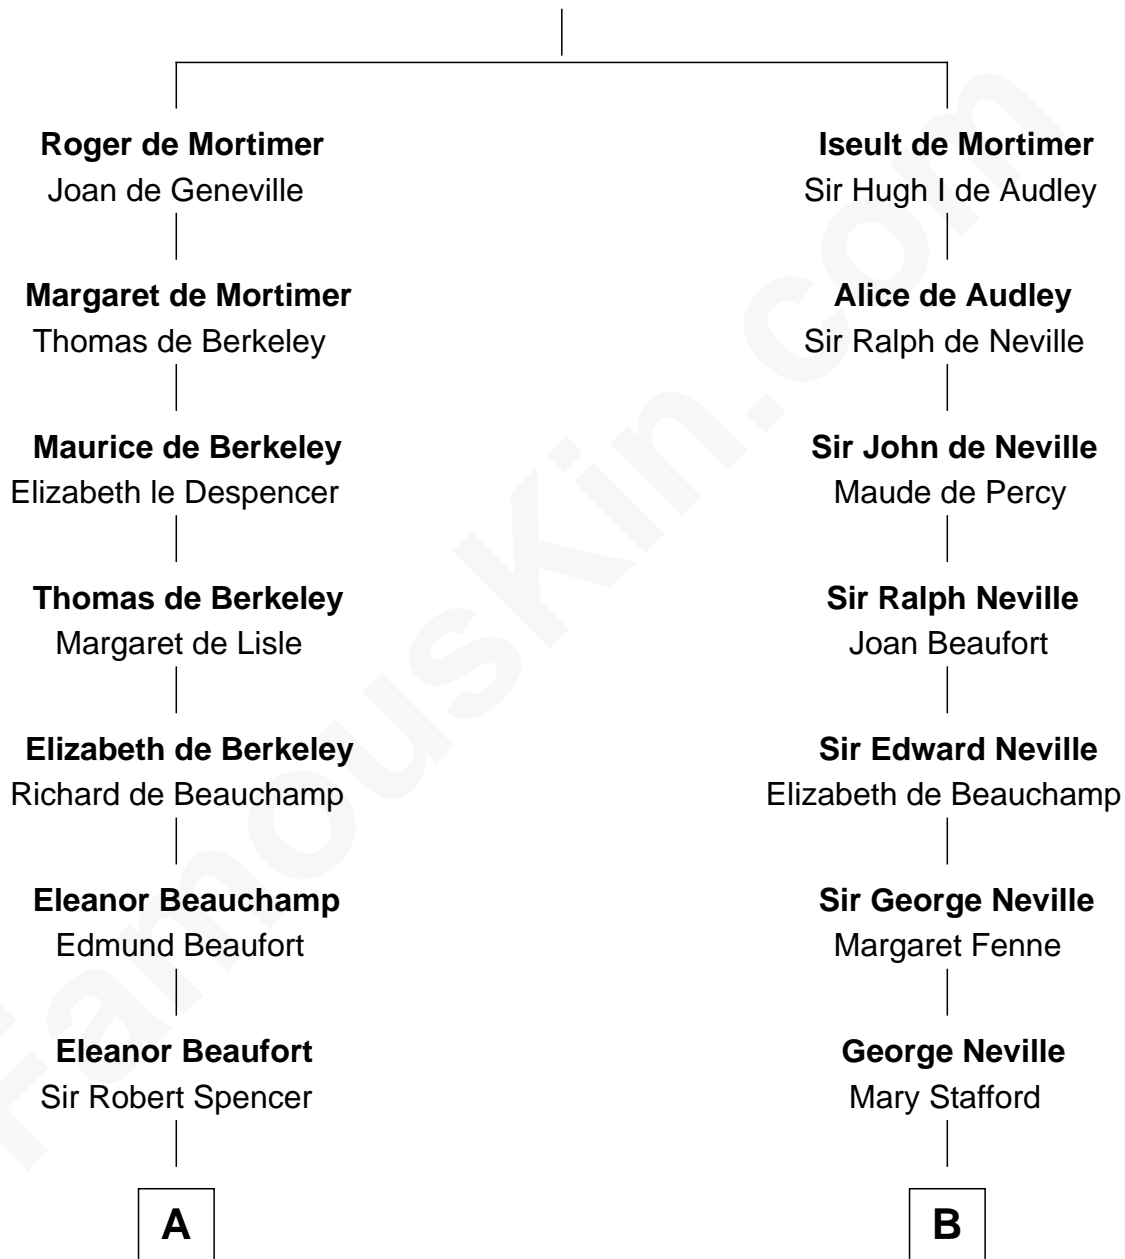 Roger de Mortimer
Joan de Geneville
Margaret de Mortimer
Thomas de Berkeley
Maurice de Berkeley
Elizabeth le Despencer
Thomas de Berkeley
Margaret de Lisle
Elizabeth de Berkeley
Richard de Beauchamp
Eleanor Beauchamp
Edmund Beaufort
Eleanor Beaufort
Sir Robert Spencer
A
Iseult de Mortimer
Sir Hugh I de Audley
Alice de Audley
Sir Ralph de Neville
Sir John de Neville
Maude de Percy
Sir Ralph Neville
Joan Beaufort
Sir Edward Neville
Elizabeth de Beauchamp
Sir George Neville
Margaret Fenne
George Neville
Mary Stafford
B
FamousKin.com